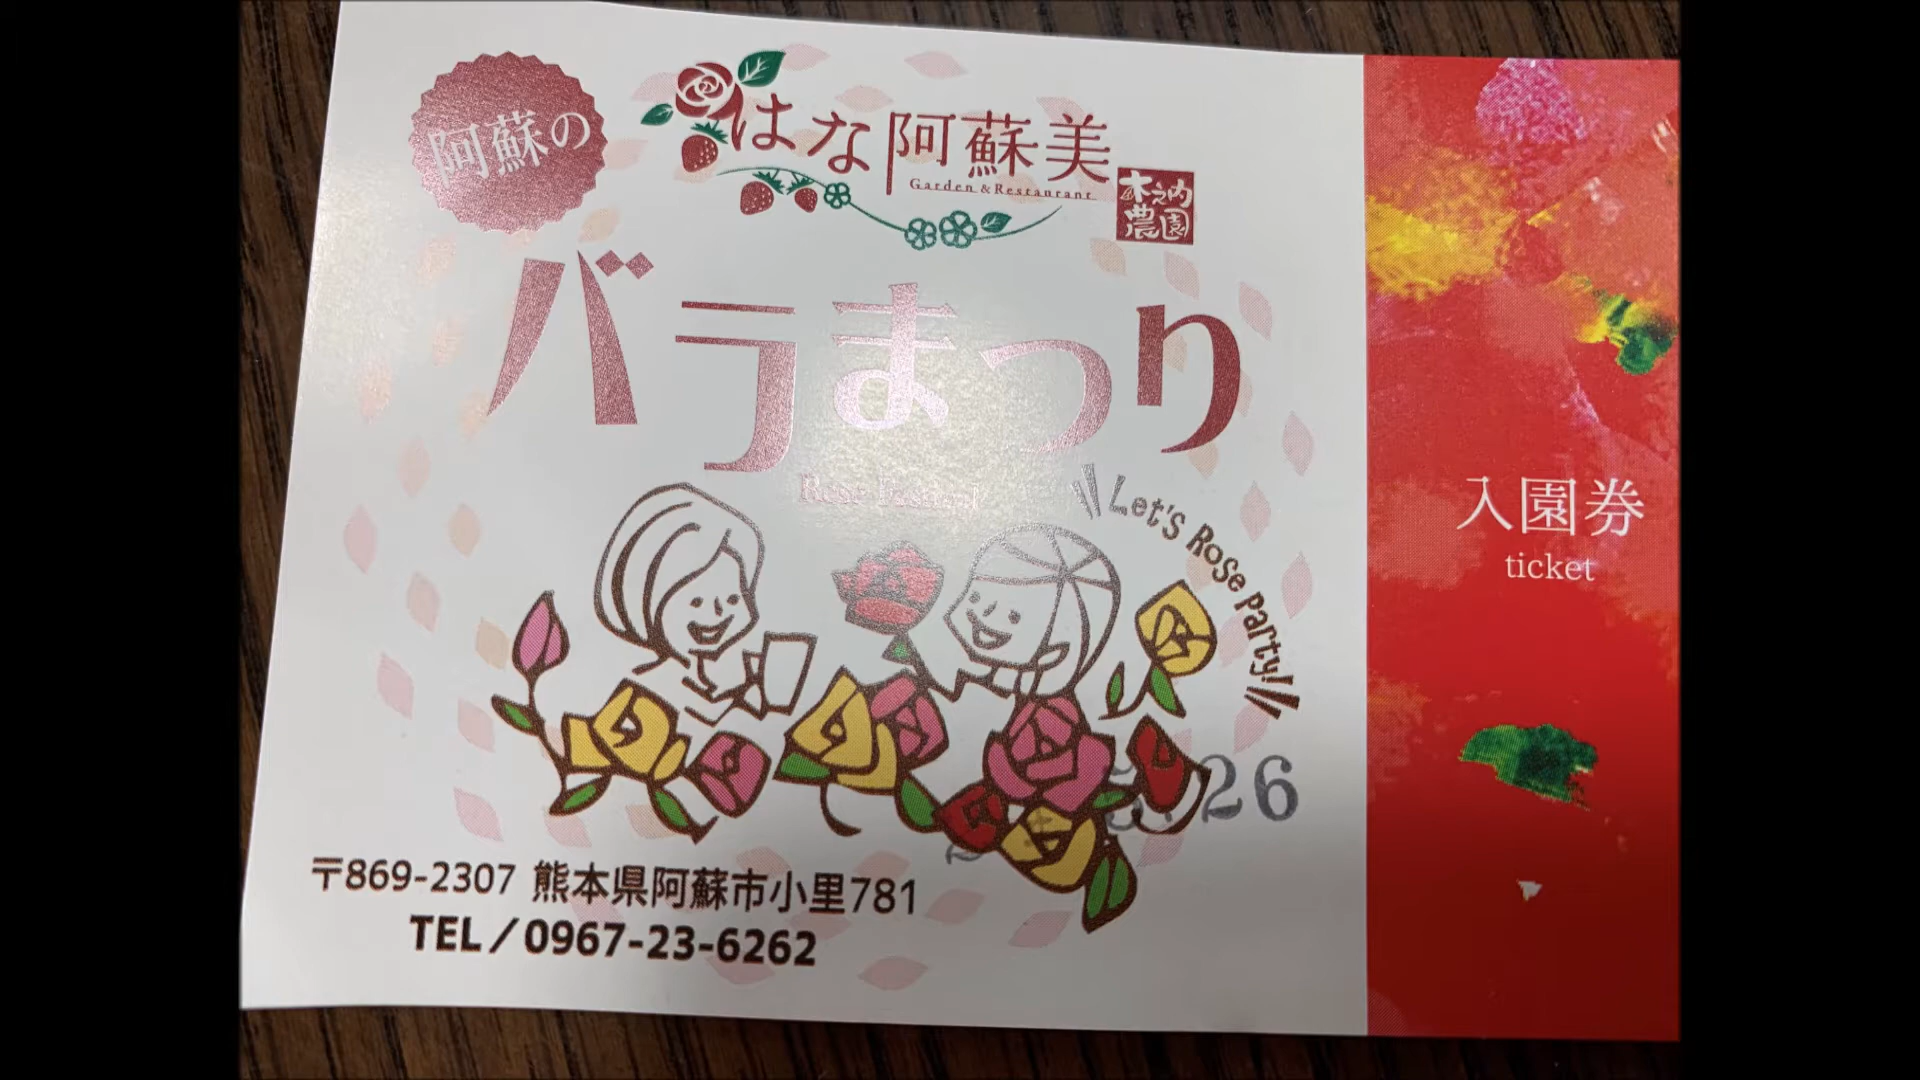 阿蘇の
はな阿蘇美
Garden & Restaurant
木之内
農園
バラまつり
Rose Festival
Let's Rose party!
26
〒869-2307 熊本県阿蘇市小里781
TEL/0967-23-6262
入園券
ticket